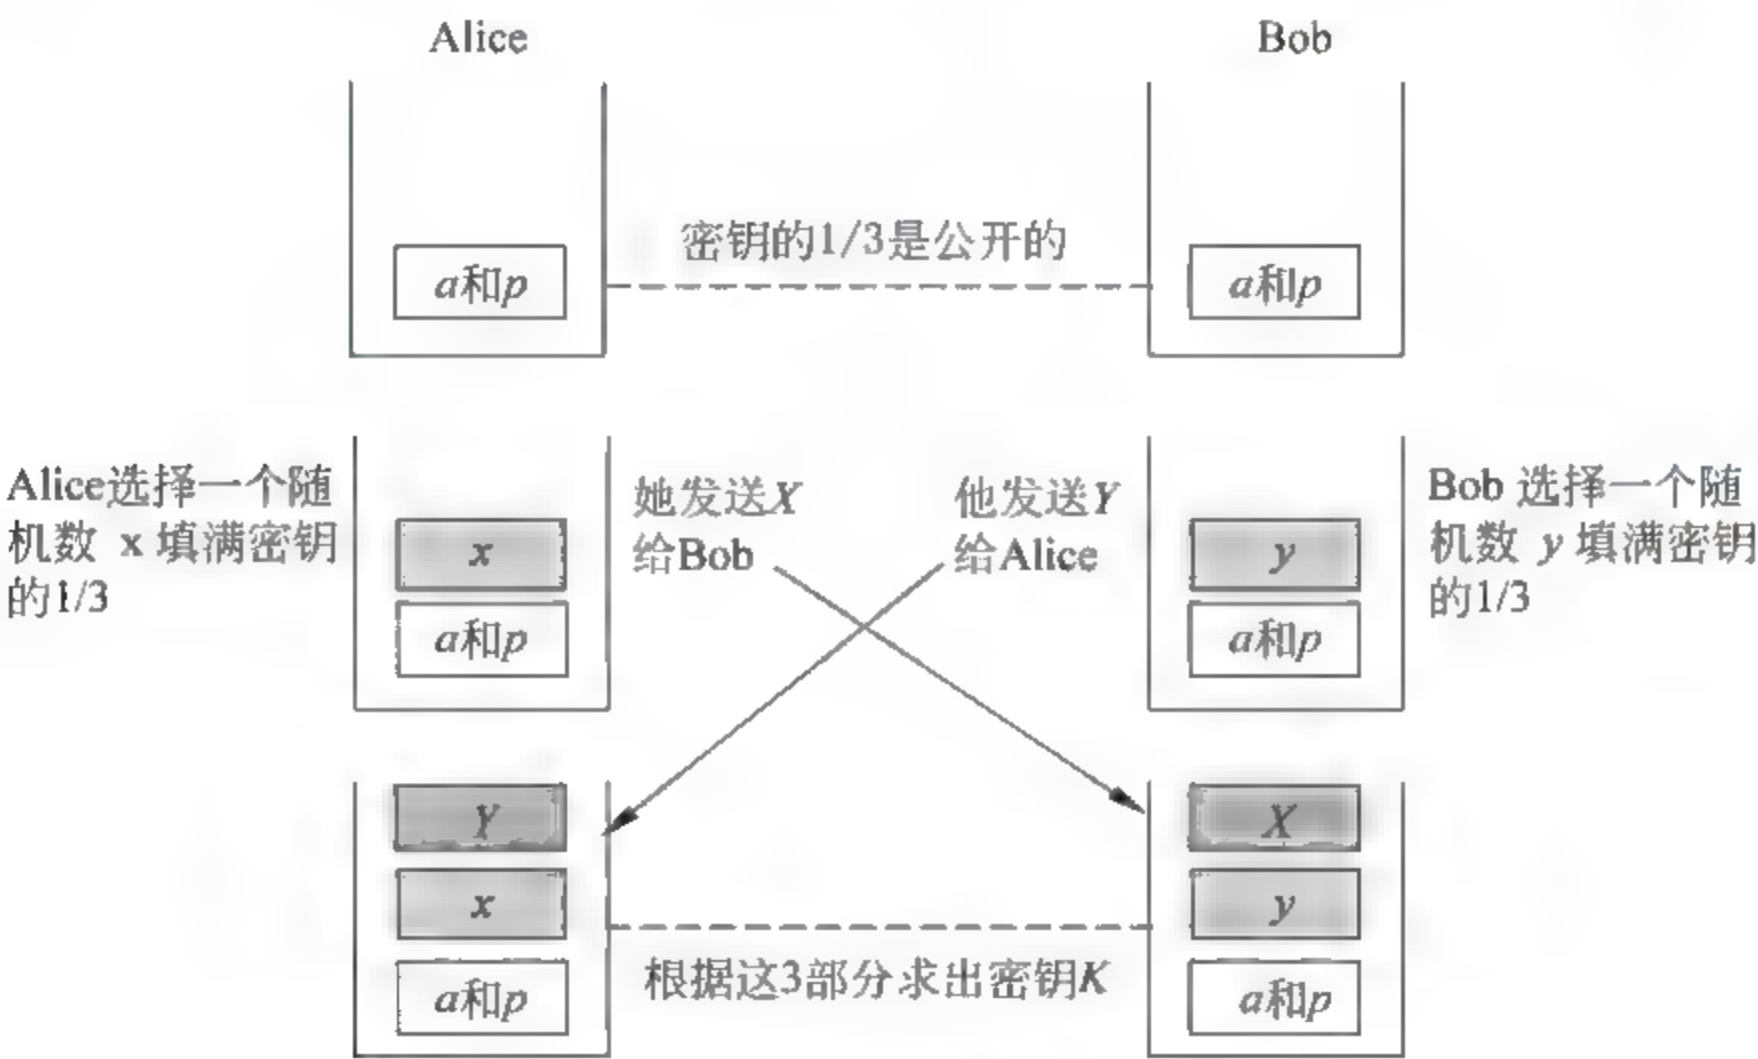 Alice
Bob
密钥的1/3是公开的
a和p
a和p
Alice选择一个随
机数 x 填满密钥
的1/3
她发送X
给Bob
他发送Y
给Alice
Bob 选择一个随
机数 y 填满密钥
的1/3
x
y
a和p
a和p
Y
X
x
y
根据这3部分求出密钥K
a和p
a和p